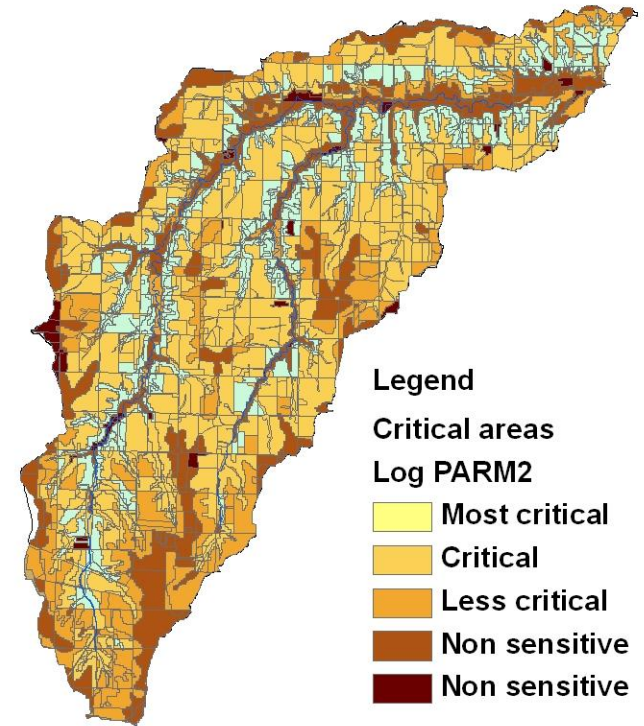 Legend
Critical areas
Log PARM2
Most critical
Critical
Less critical
Non sensitive
Non sensitive